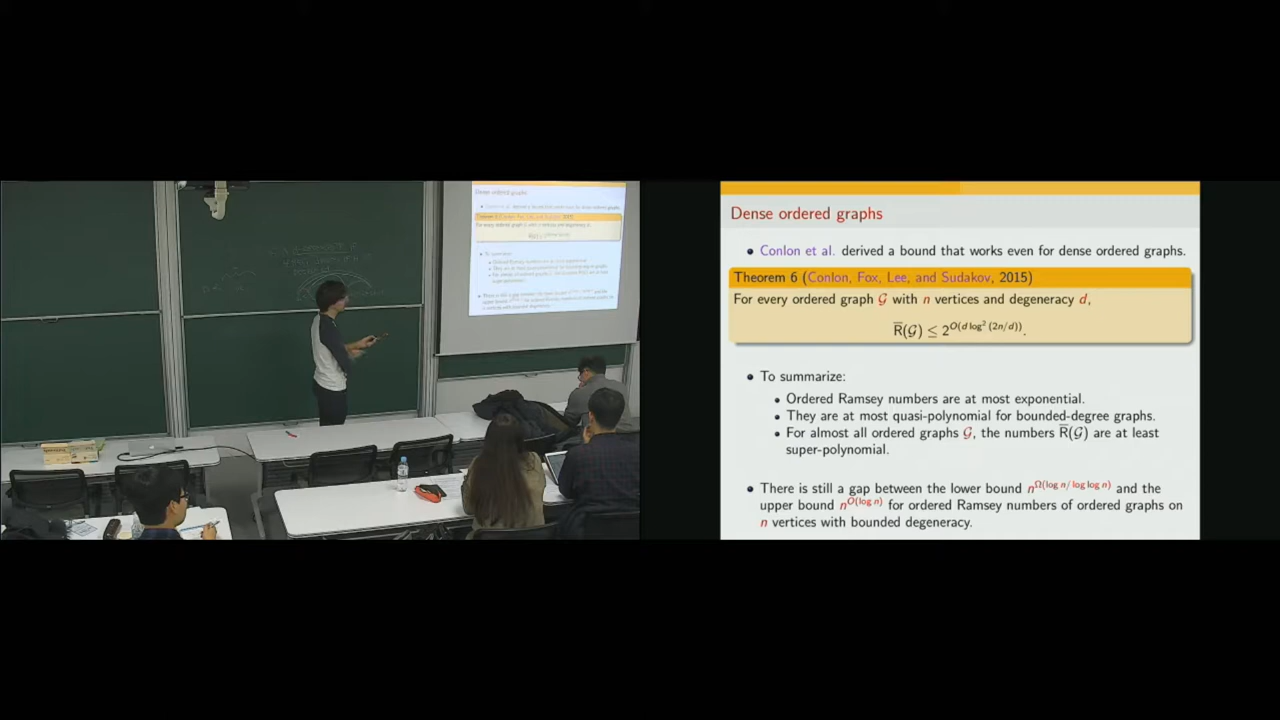 Dense ordered graphs
Conlon et al. derived a bound that works even for dense ordered graphs.
Theorem 6 (Conlon, Fox, Lee, and Sudakov, 2015)
For every ordered graph 𝒢 with n vertices and degeneracy d,
R̅(𝒢) ≤ 2^{O(d log²(2n/d))}.
To summarize:
Ordered Ramsey numbers are at most exponential.
They are at most quasi-polynomial for bounded-degree graphs.
For almost all ordered graphs 𝒢, the numbers R̅(𝒢) are at least
super-polynomial.
There is still a gap between the lower bound n^{Ω(log n/ log log n)} and the
upper bound n^{O(log n)} for ordered Ramsey numbers of ordered graphs on
n vertices with bounded degeneracy.